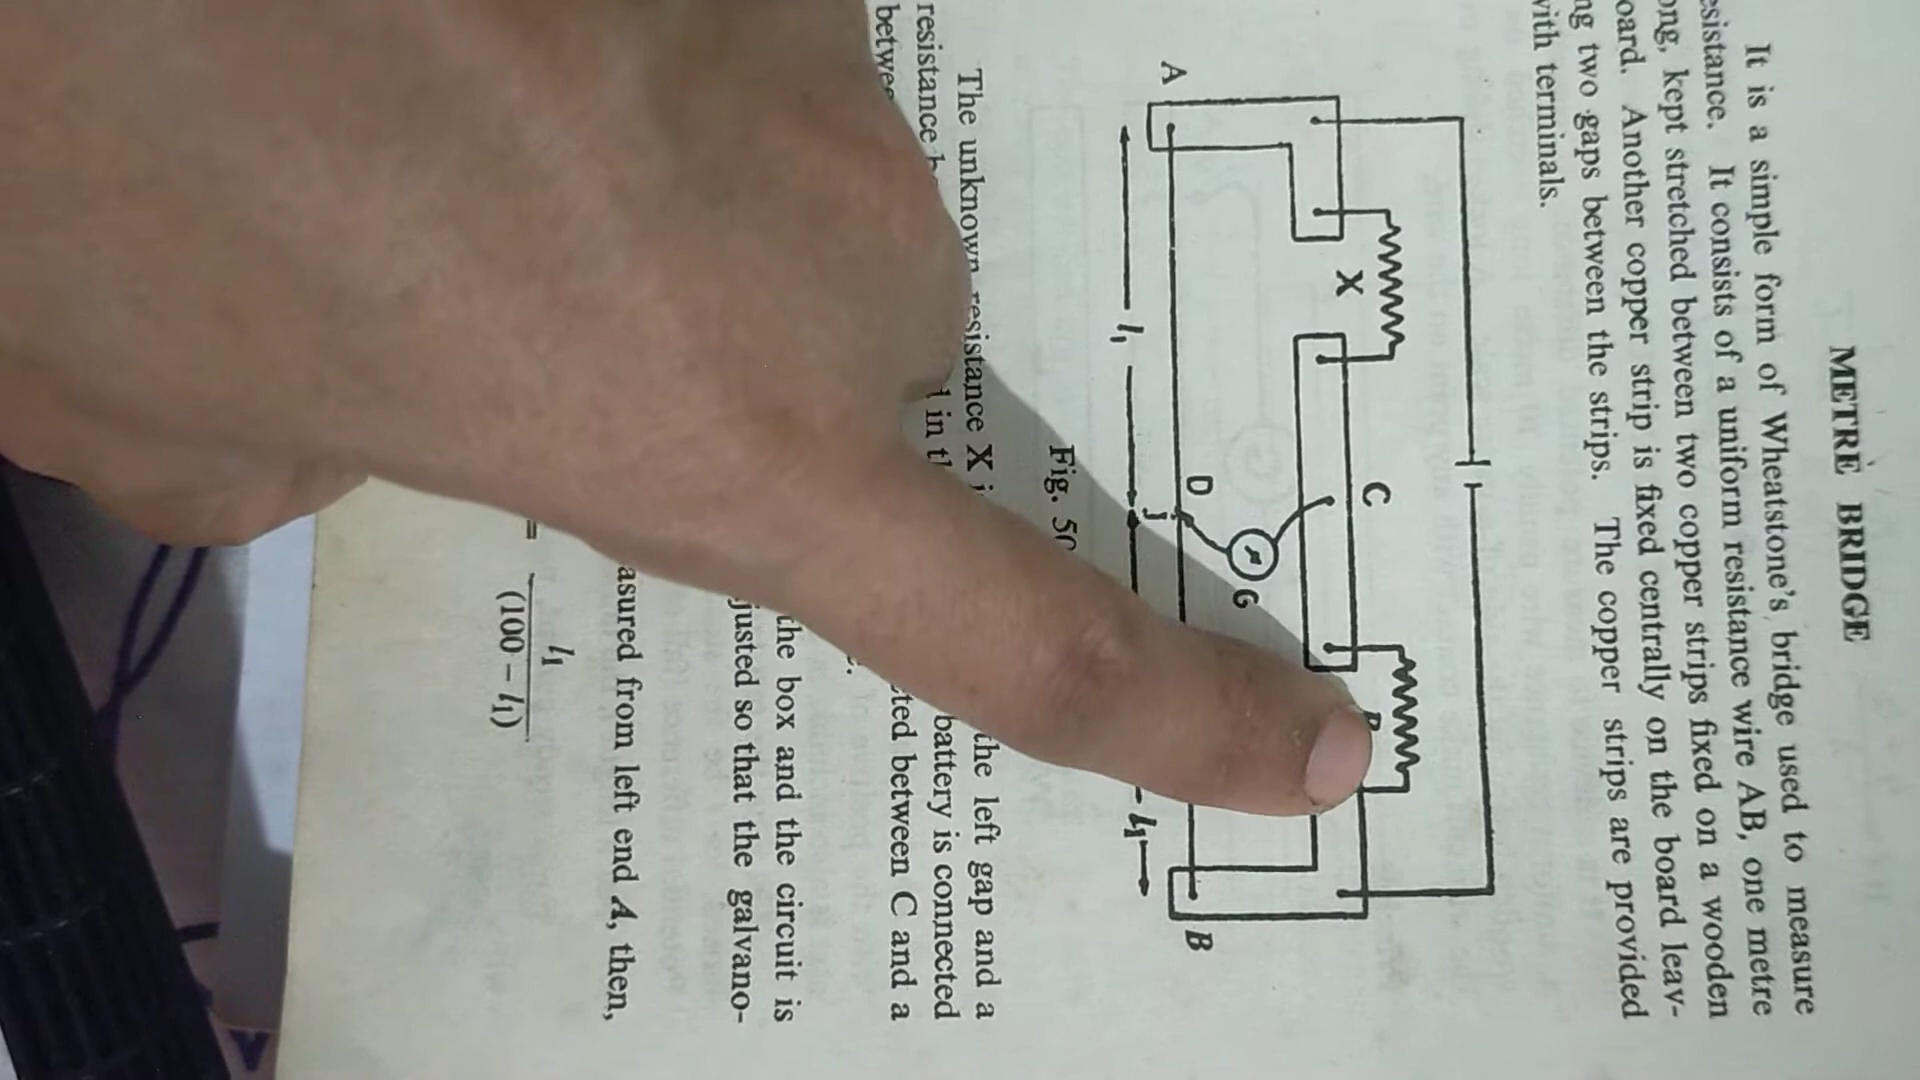 METRE BRIDGE
It is a simple form of Wheatstone's bridge used to measure
esistance. It consists of a uniform resistance wire AB, one metre
ong, kept stretched between two copper strips fixed on a wooden
oard. Another copper strip is fixed centrally on the board leav-
ng two gaps between the strips. The copper strips are provided
with terminals.
X C R
G
A D J B
l₁ l₁
Fig. 50
The unknown resistance X the left gap and a
resistance in battery is connected
betwee ted between C and a
the box and the circuit is
justed so that the galvano-
asured from left end A, then,
= l₁
(100 – l₁)